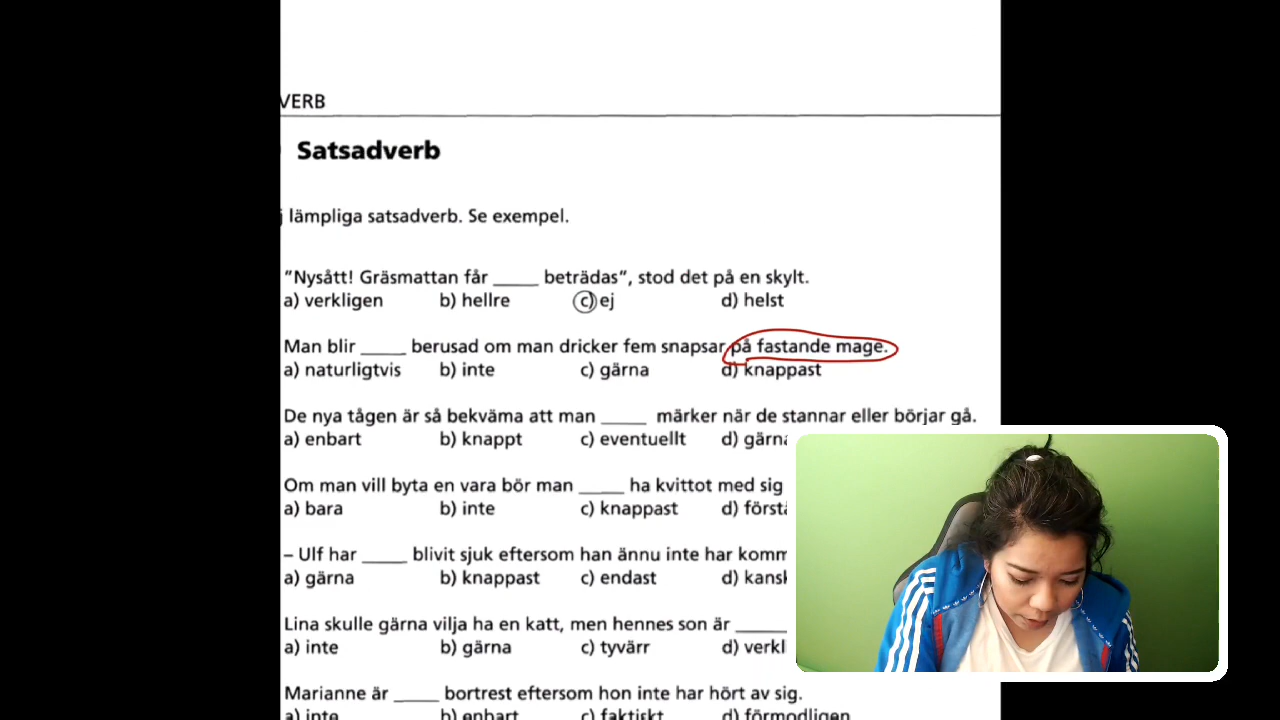 VERB
Satsadverb
lämpliga satsadverb. Se exempel.
”Nysått! Gräsmattan får _____ beträdas”, stod det på en skylt.
a) verkligen b) hellre c) ej d) helst
Man blir _____ berusad om man dricker fem snapsar på fastande mage.
a) naturligtvis b) inte c) gärna d) knappast
De nya tågen är så bekväma att man _____ märker när de stannar eller börjar gå.
a) enbart b) knappt c) eventuellt d) gärna
Om man vill byta en vara bör man _____ ha kvittot med sig
a) bara b) inte c) knappast d) förstå
– Ulf har _____ blivit sjuk eftersom han ännu inte har komm
a) gärna b) knappast c) endast d) kansk
Lina skulle gärna vilja ha en katt, men hennes son är _____
a) inte b) gärna c) tyvärr d) verkl
Marianne är _____ bortrest eftersom hon inte har hört av sig.
a) inte b) enbart c) faktiskt d) förmodligen